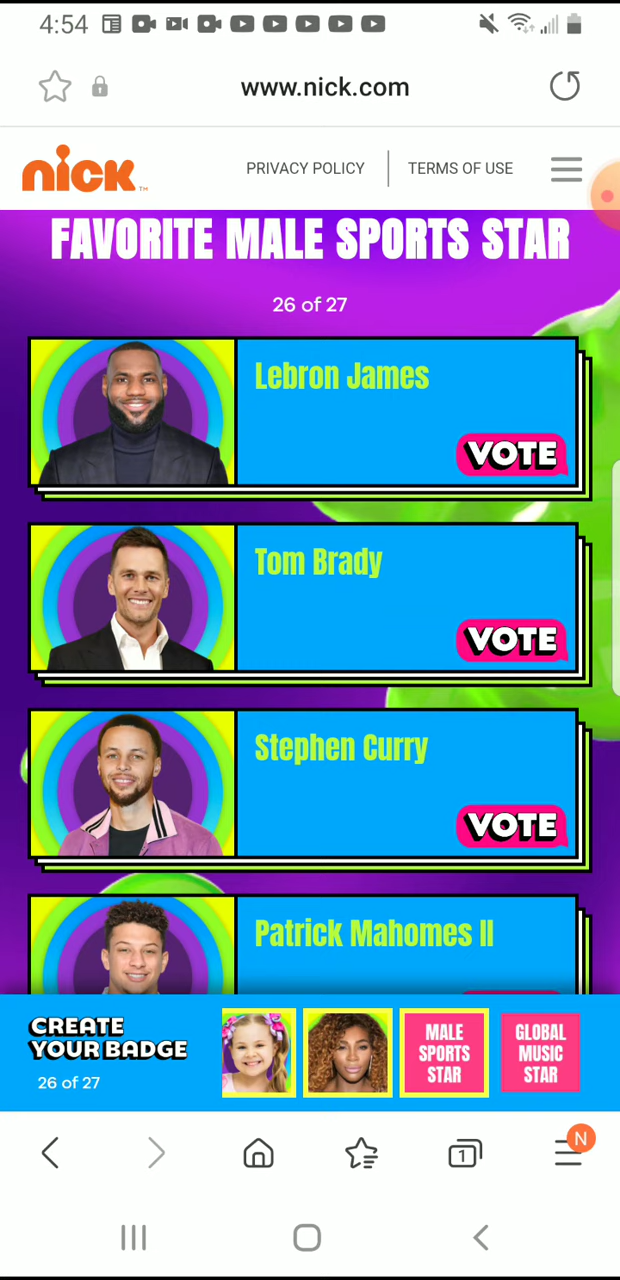 4:54
www.nick.com
nick™
PRIVACY POLICY
TERMS OF USE
FAVORITE MALE SPORTS STAR
26 of 27
Lebron James
VOTE
Tom Brady
VOTE
Stephen Curry
VOTE
Patrick Mahomes II
CREATE
YOUR BADGE
26 of 27
MALE
SPORTS
STAR
GLOBAL
MUSIC
STAR
1
N